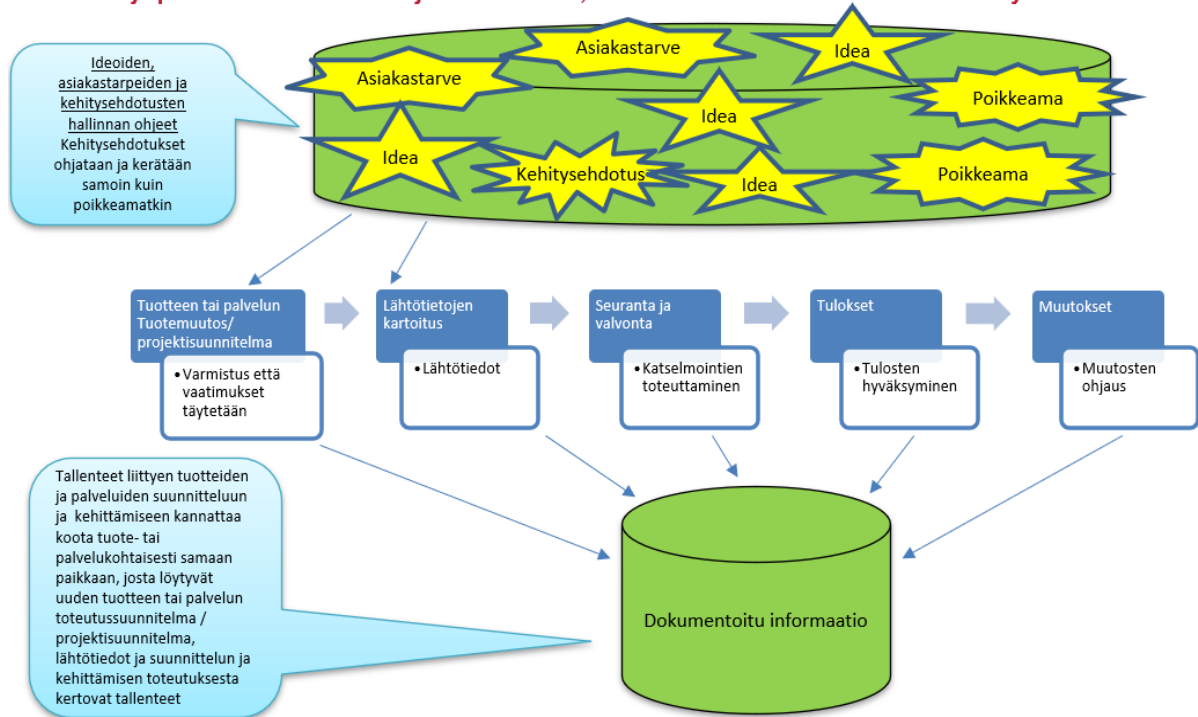 Ideoiden,
asiakastarpeiden ja
kehitysehdotusten
hallinnan ohjeet
Kehitysehdotukset
ohjataan ja kerätään
samoin kuin
poikkeamatkin
Asiakastarve
Asiakastarve
Idea
Idea
Poikkeama
Idea
Kehitysehdotus
Idea
Poikkeama
Tuotteen tai palvelun
Tuotemuutos/
projektisuunnitelma
• Varmistus että
vaatimukset
täytetään
Lähtötietojen
kartoitus
• Lähtötiedot
Seuranta ja
valvonta
• Katselmointien
toteuttaminen
Tulokset
• Tulosten
hyväksyminen
Muutokset
• Muutosten
ohjaus
Tallenteet liittyen tuotteiden
ja palveluiden suunnitteluun
ja kehittämiseen kannattaa
koota tuote- tai
palvelukohtaisesti samaan
paikkaan, josta löytyvät
uuden tuotteen tai palvelun
toteutussuunnitelma /
projektisuunnitelma,
lähtötiedot ja suunnittelun ja
kehittämisen toteutuksesta
kertovat tallenteet
Dokumentoitu informaatio